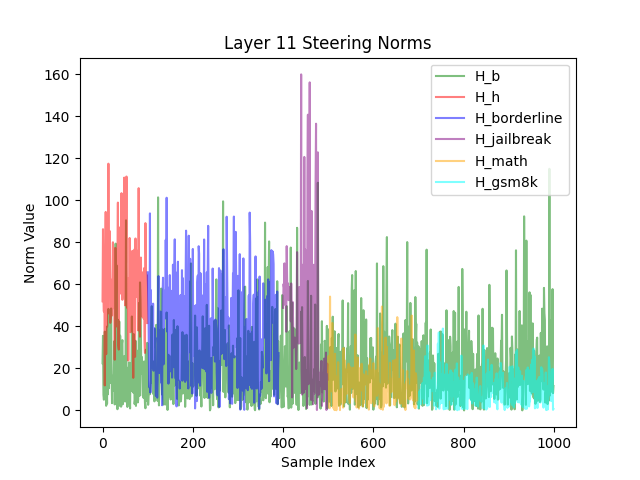 Layer 11 Steering Norms
160
140
120
100
80
60
40
20
0
Norm Value
H_b
H_h
H_borderline
H_jailbreak
H_math
H_gsm8k
0
200
400
600
800
1000
Sample Index